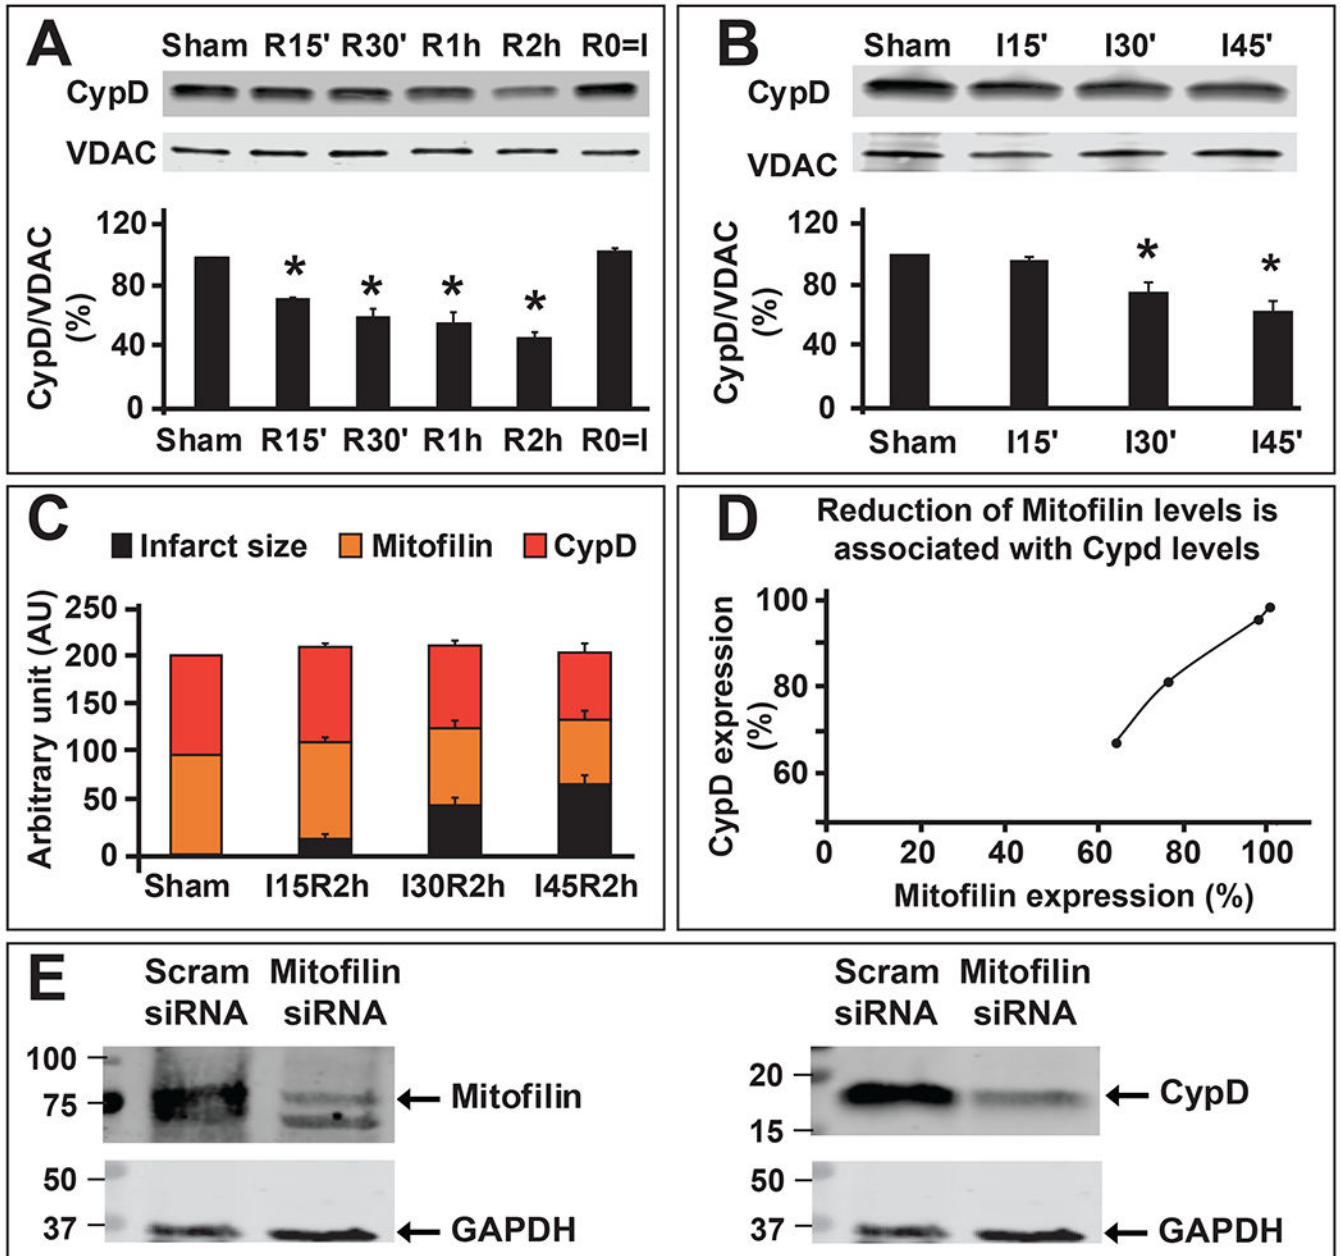 A
Sham R15' R30' R1h R2h R0=I
CypD
VDAC
CypD/VDAC
(%)
120
80
40
0
Sham R15' R30' R1h R2h R0=I
* * * *
B
Sham I15' I30' I45'
CypD
VDAC
CypD/VDAC
(%)
120
80
40
0
Sham I15' I30' I45'
* *
C
Infarct size Mitofilin CypD
Arbitrary unit (AU)
250
200
150
100
50
0
Sham I15R2h I30R2h I45R2h
D
Reduction of Mitofilin levels is
associated with Cypd levels
CypD expression
(%)
100
80
60
0 20 40 60 80 100
Mitofilin expression (%)
E
Scram Mitofilin
siRNA siRNA
100
75
Mitofilin
50
37
GAPDH
Scram Mitofilin
siRNA siRNA
20
15
CypD
50
37
GAPDH